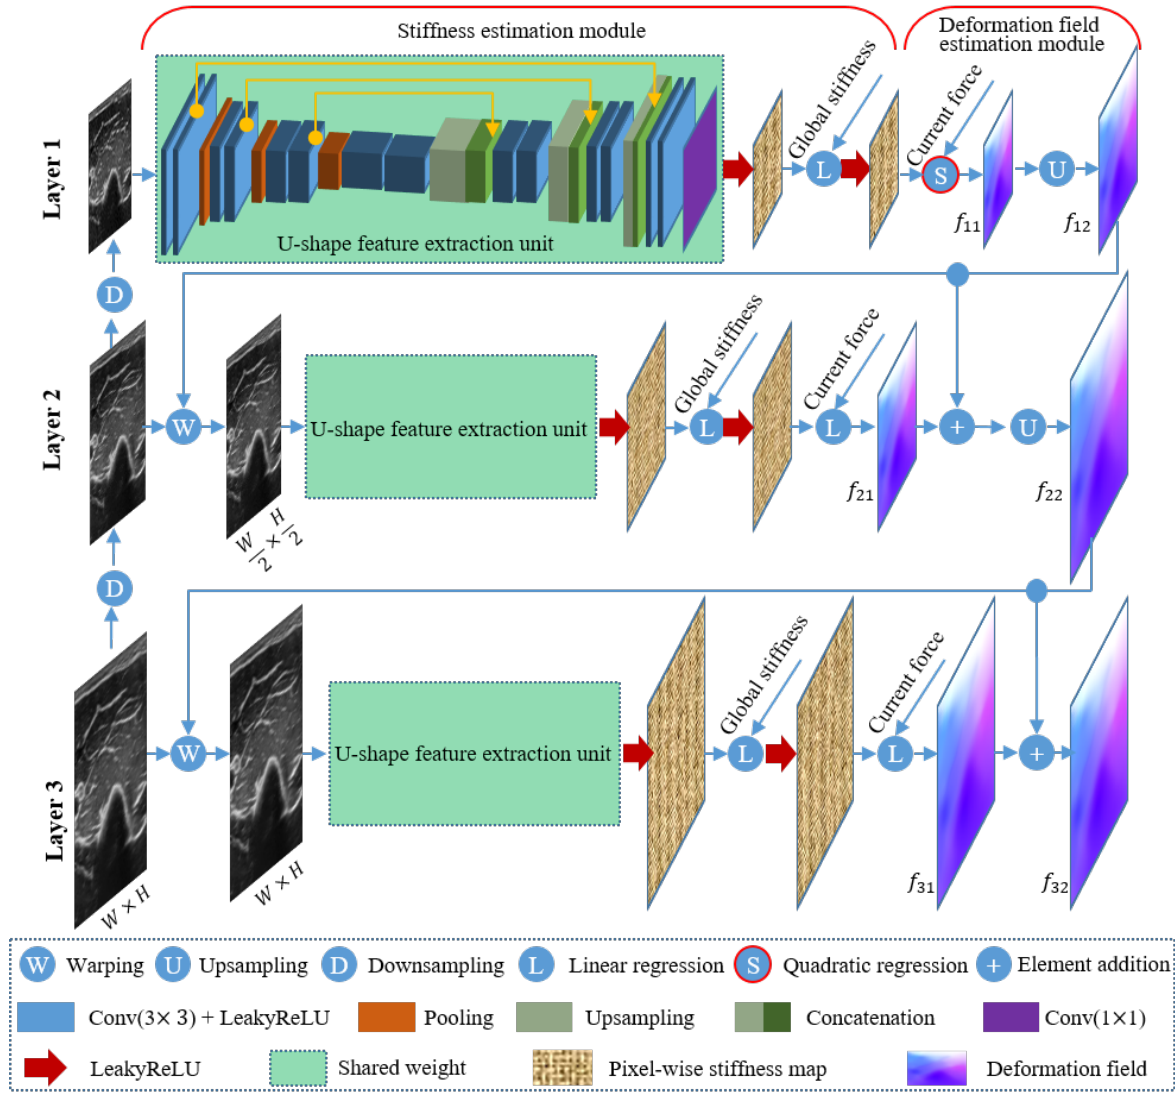 Stiffness estimation module
Deformation field
estimation module
Layer 1
U-shape feature extraction unit
Global stiffness
L
Current force
S
f₁₁
U
f₁₂
D
Layer 2
W
W/2 × H/2
U-shape feature extraction unit
Global stiffness
L
Current force
L
f₂₁
+
U
f₂₂
D
Layer 3
W × H
W
W × H
U-shape feature extraction unit
Global stiffness
L
Current force
L
f₃₁
+
f₃₂
W Warping U Upsampling D Downsampling L Linear regression S Quadratic regression + Element addition
Conv(3× 3) + LeakyReLU Pooling Upsampling Concatenation Conv(1×1)
LeakyReLU Shared weight Pixel-wise stiffness map Deformation field